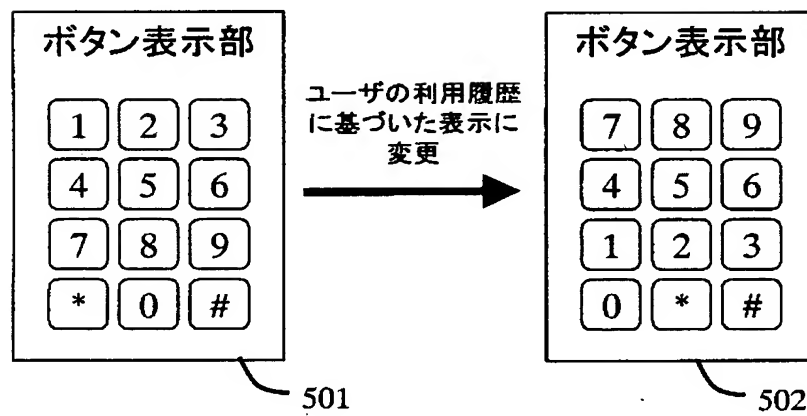 ボタン表示部
1 2 3
4 5 6
7 8 9
* 0 #
501
ユーザの利用履歴
に基づいた表示に
変更
ボタン表示部
7 8 9
4 5 6
1 2 3
0 * #
502